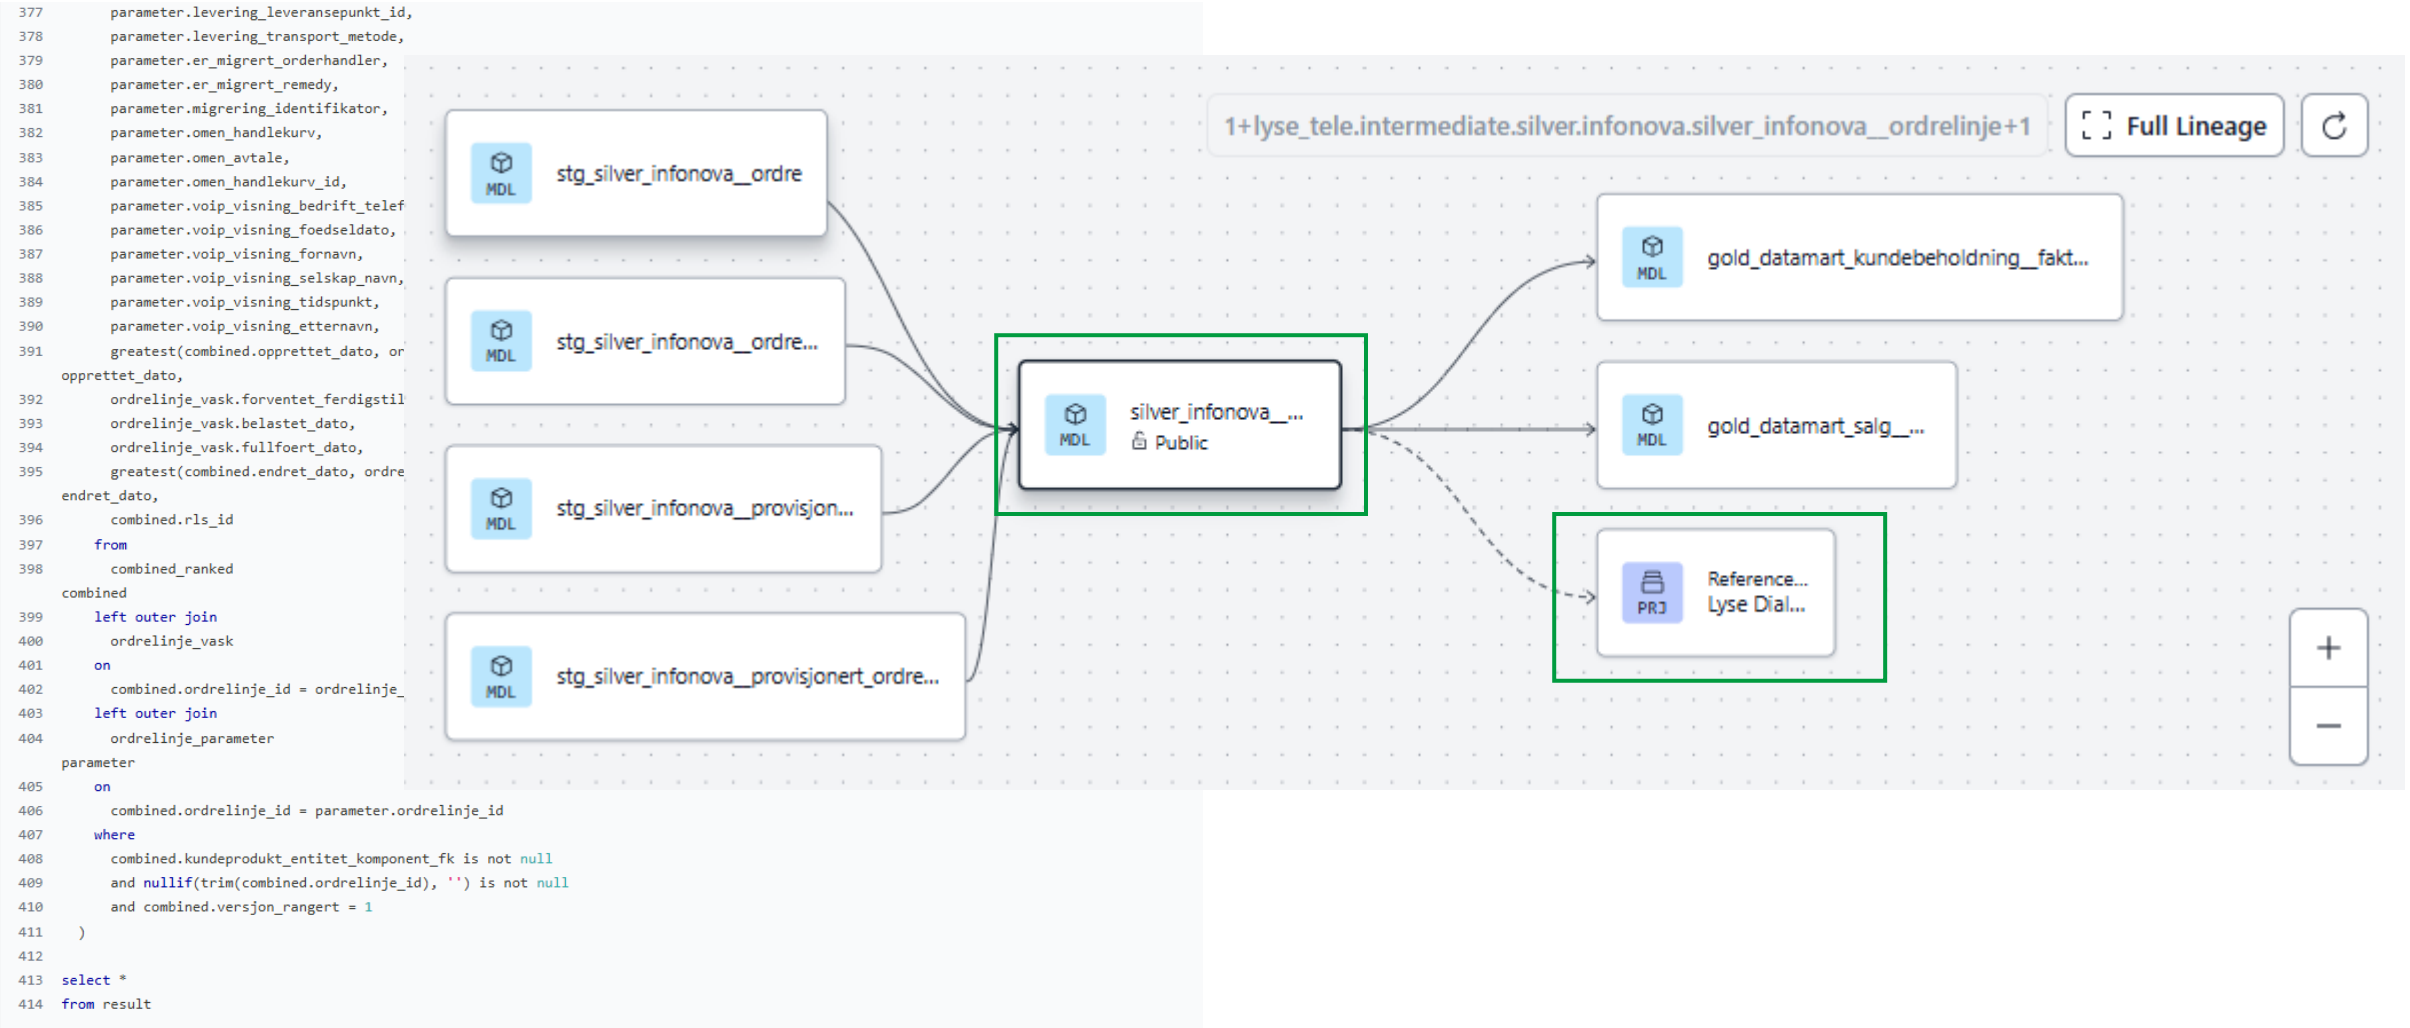 377 parameter.levering_leveransepunkt_id,
378 parameter.levering_transport_metode,
379 parameter.er_migrert_orderhandler,
380 parameter.er_migrert_remedy,
381 parameter.migrering_identifikator,
382 parameter.omen_handlekurv,
383 parameter.omen_avtale,
384 parameter.omen_handlekurv_id,
385 parameter.voip_visning_bedrift_telef
386 parameter.voip_visning_foedseldato,
387 parameter.voip_visning_fornavn,
388 parameter.voip_visning_selskap_navn,
389 parameter.voip_visning_tidspunkt,
390 parameter.voip_visning_etternavn,
391 greatest(combined.opprettet_dato, or
opprettet_dato,
392 ordrelinje_vask.forventet_ferdigstil
393 ordrelinje_vask.belastet_dato,
394 ordrelinje_vask.fullfoert_dato,
395 greatest(combined.endret_dato, ordre
endret_dato,
396 combined.rls_id
397 from
398 combined_ranked
combined
399 left outer join
400 ordrelinje_vask
401 on
402 combined.ordrelinje_id = ordrelinje_
403 left outer join
404 ordrelinje_parameter
parameter
405 on
406 combined.ordrelinje_id = parameter.ordrelinje_id
407 where
408 combined.kundeprodukt_entitet_komponent_fk is not null
409 and nullif(trim(combined.ordrelinje_id), '') is not null
410 and combined.versjon_rangert = 1
411 )
412
413 select *
414 from result
1+lyse_tele.intermediate.silver.infonova.silver_infonova__ordrelinje+1
Full Lineage
MDL stg_silver_infonova__ordre
MDL stg_silver_infonova__ordre...
MDL stg_silver_infonova__provisjon...
MDL stg_silver_infonova__provisjonert_ordre...
MDL silver_infonova__...
Public
MDL gold_datamart_kundebeholdning__fakt...
MDL gold_datamart_salg__...
PRJ Reference...
Lyse Dial...
+
−